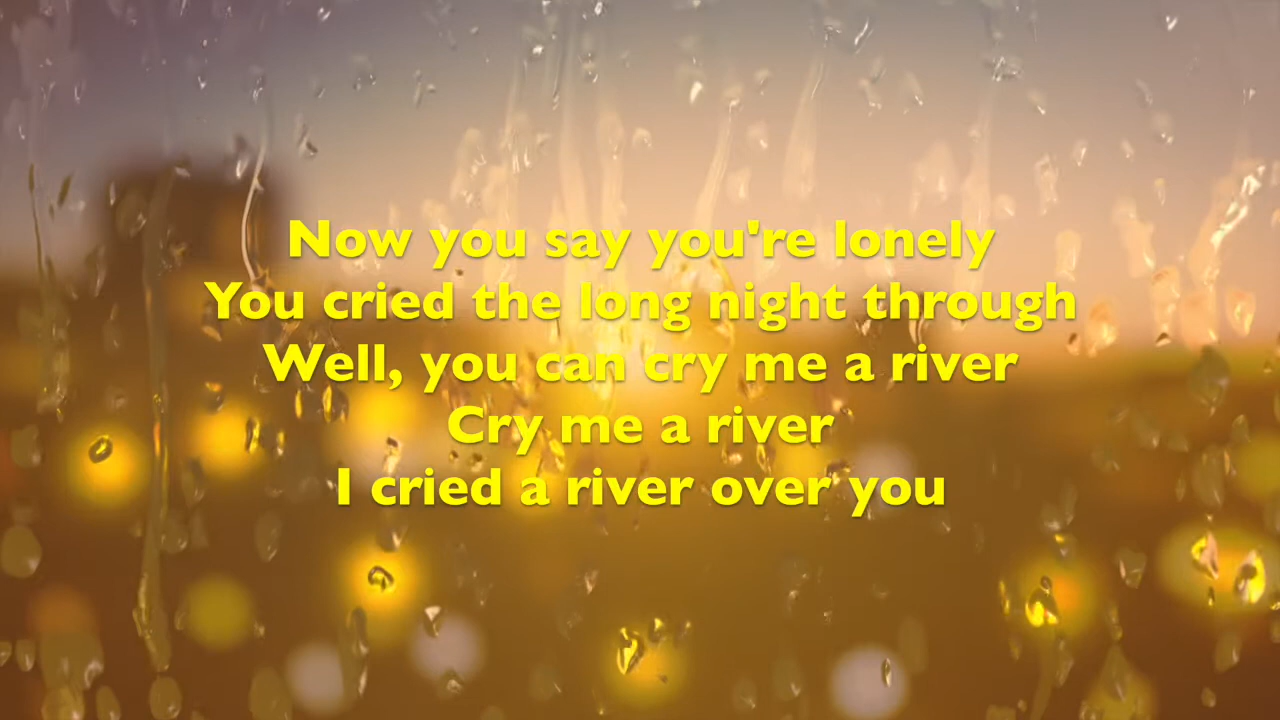 Now you say you're lonely
You cried the long night through
Well, you can cry me a river
Cry me a river
I cried a river over you